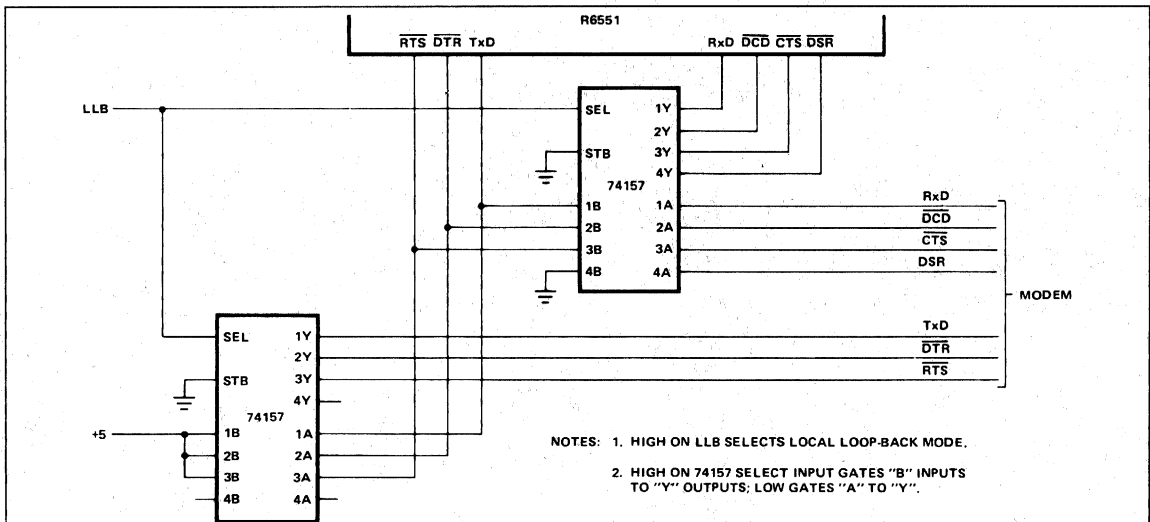 R6551
RTS DTR TxD RxD DCD CTS DSR
LLB
SEL 1Y
2Y
STB 3Y
4Y
74157
1B 1A RxD
2B 2A DCD
3B 3A CTS
4B 4A DSR
MODEM
SEL 1Y TxD
2Y DTR
STB 3Y RTS
4Y
74157
+5 1B 1A
2B 2A
3B 3A
4B 4A
NOTES: 1. HIGH ON LLB SELECTS LOCAL LOOP-BACK MODE.
2. HIGH ON 74157 SELECT INPUT GATES "B" INPUTS
TO "Y" OUTPUTS; LOW GATES "A" TO "Y".